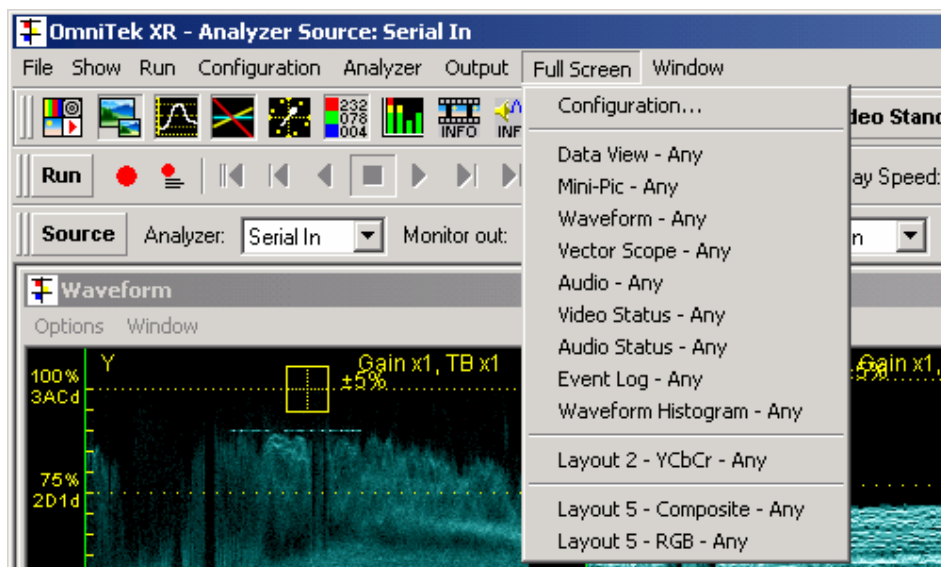 OmniTek XR - Analyzer Source: Serial In
File Show Run Configuration Analyzer Output Full Screen Window
232
078
004
INFO
INF
deo Stand
Run
ay Speed:
Source Analyzer: Serial In Monitor out:
n
Configuration...
Data View - Any
Mini-Pic - Any
Waveform - Any
Vector Scope - Any
Audio - Any
Video Status - Any
Audio Status - Any
Event Log - Any
Waveform Histogram - Any
Layout 2 - YCbCr - Any
Layout 5 - Composite - Any
Layout 5 - RGB - Any
Waveform
Options Window
Y
Gain x1, TB x1
Gain x1,
100%
±5%
3ACd
75%
2D1d